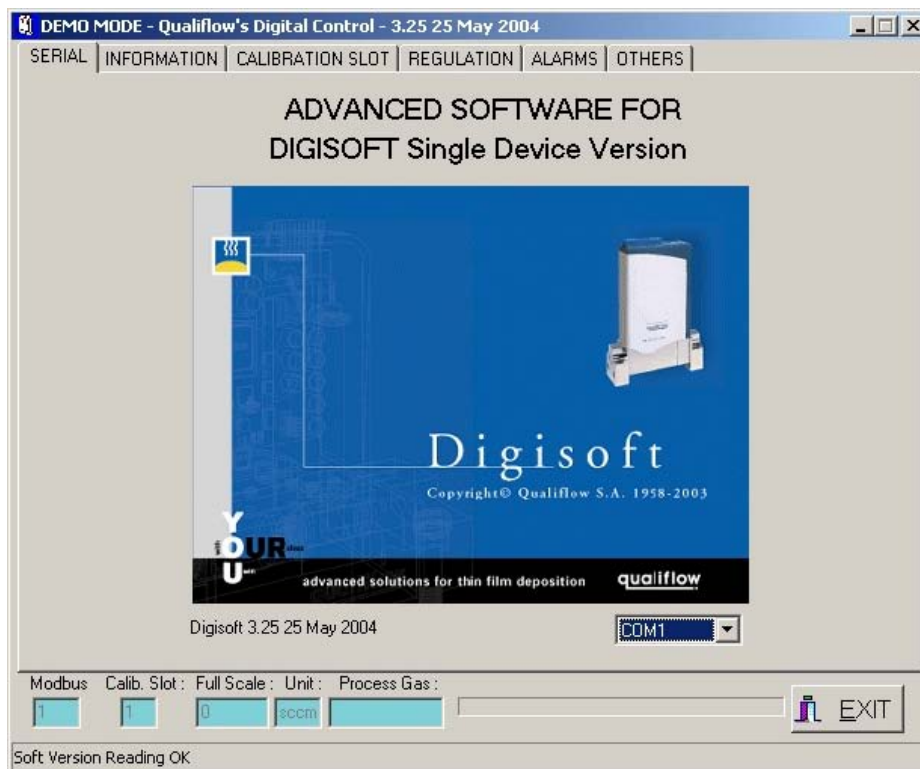 DEMO MODE - Qualiflow's Digital Control - 3.25 25 May 2004
SERIAL INFORMATION CALIBRATION SLOT REGULATION ALARMS OTHERS
ADVANCED SOFTWARE FOR
DIGISOFT Single Device Version
Digisoft
Copyright© Qualiflow S.A. 1958-2003
YOU
OUR
advanced solutions for thin film deposition qualiflow
Digisoft 3.25 25 May 2004 COM1
Modbus Calib. Slot : Full Scale : Unit : Process Gas :
1 1 0 sccm EXIT
Soft Version Reading OK